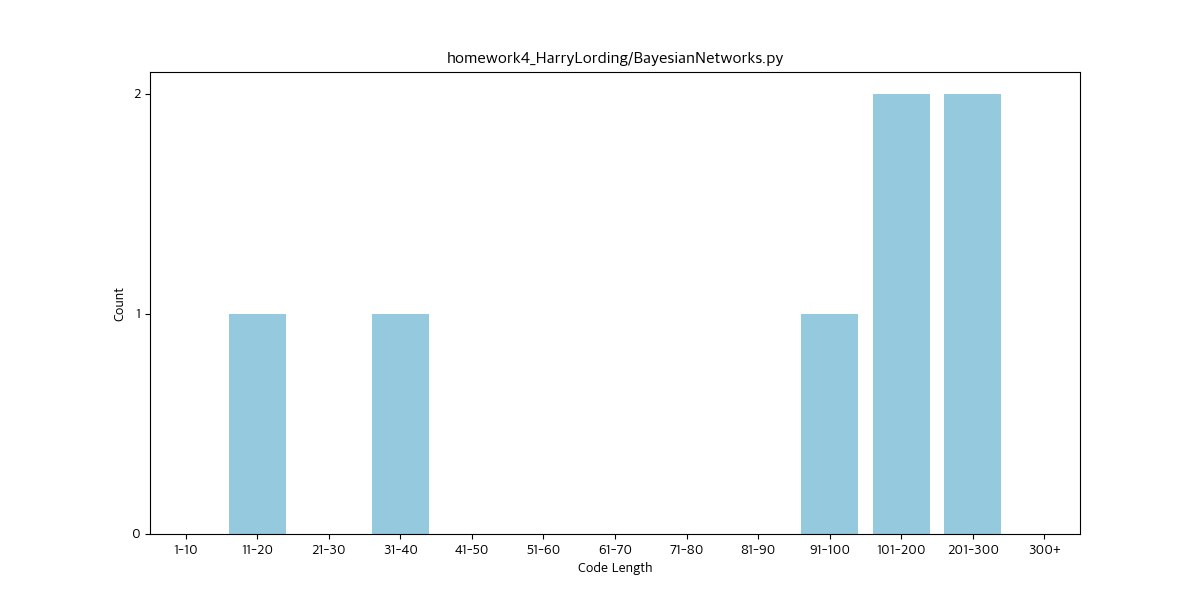 homework4_HarryLording/BayesianNetworks.py
2
1
0
Count
1-10 11-20 21-30 31-40 41-50 51-60 61-70 71-80 81-90 91-100 101-200 201-300 300+
Code Length